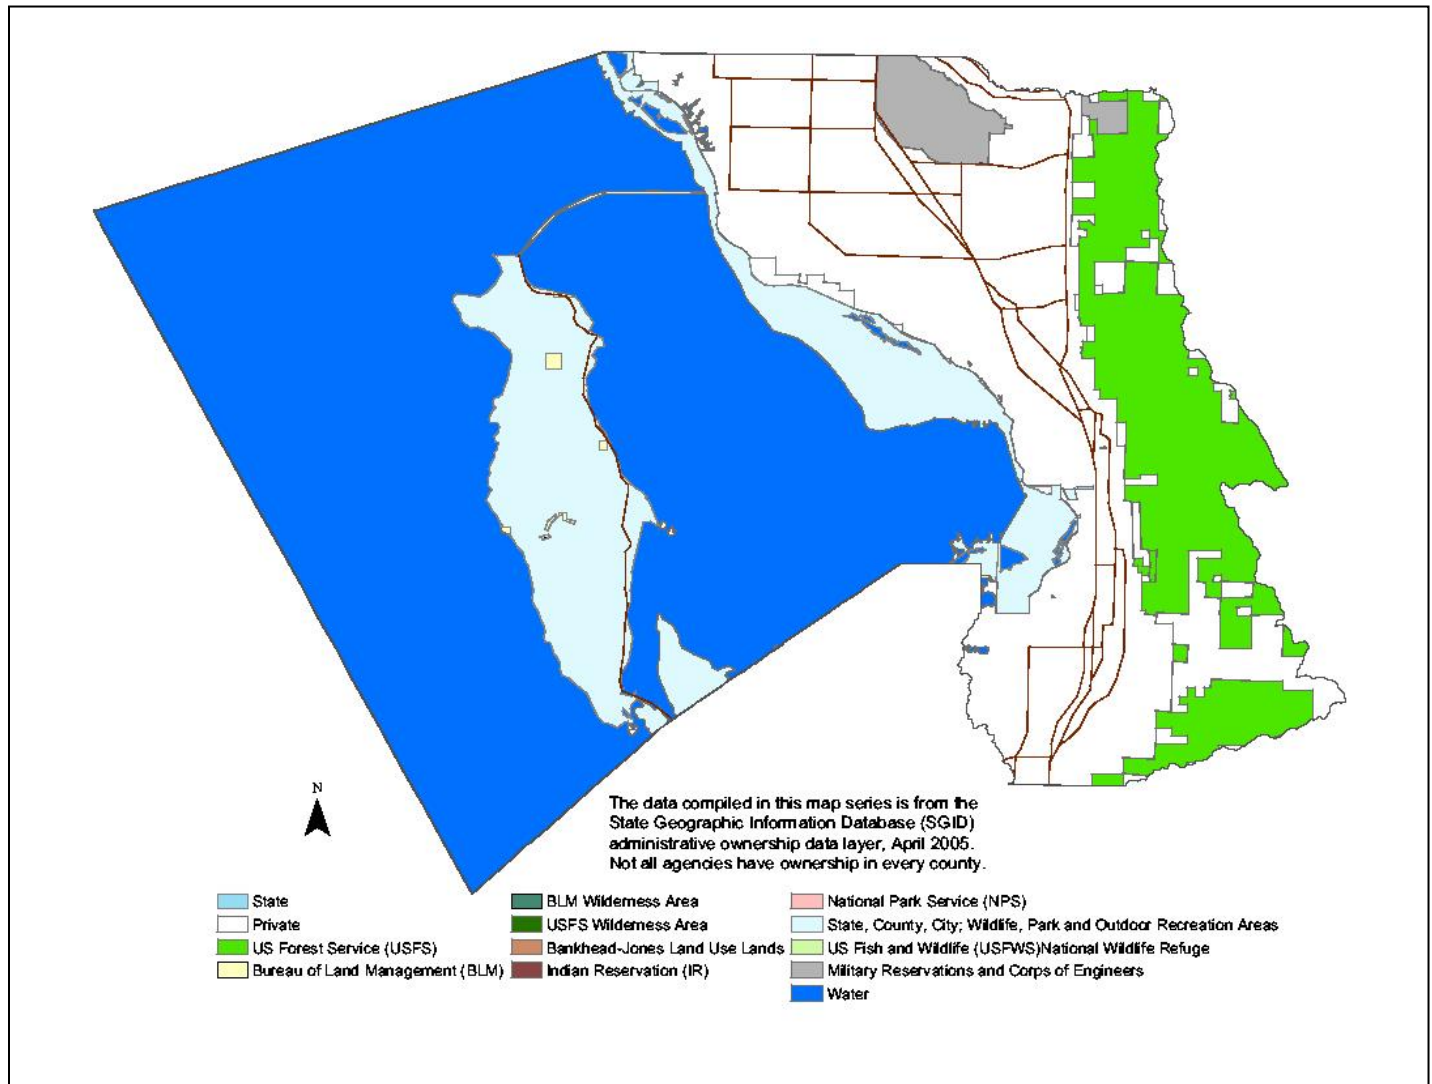 N
The data compiled in this map series is from the
State Geographic Information Database (SGID)
administrative ownership data layer, April 2005.
Not all agencies have ownership in every county.
State
Private
US Forest Service (USFS)
Bureau of Land Management (BLM)
BLM Wilderness Area
USFS Wilderness Area
Bankhead-Jones Land Use Lands
Indian Reservation (IR)
National Park Service (NPS)
State, County, City; Wildlife, Park and Outdoor Recreation Areas
US Fish and Wildlife (USFWS)National Wildlife Refuge
Military Reservations and Corps of Engineers
Water